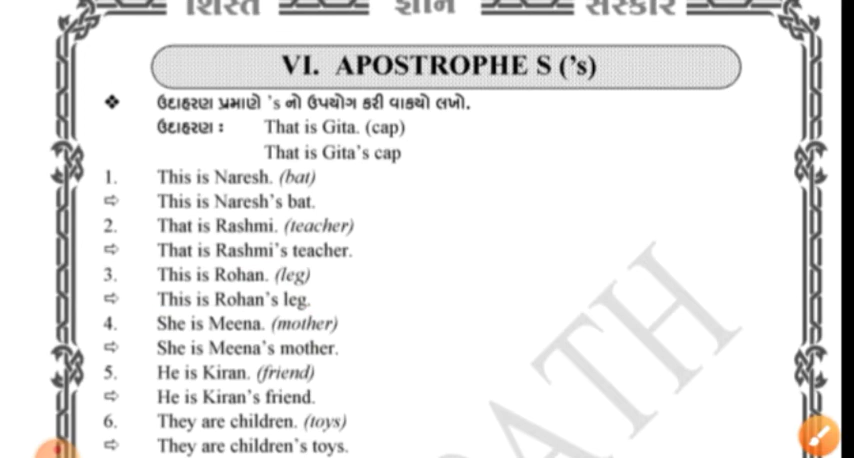 શિસ્ત જ્ઞાન સંસ્કાર
VI. APOSTROPHE S (’s)
❖ ઉદાહરણ પ્રમાણે ’s નો ઉપયોગ કરી વાક્યો લખો.
ઉદાહરણ : That is Gita. (cap)
That is Gita’s cap
1. This is Naresh. (bat)
⇨ This is Naresh’s bat.
2. That is Rashmi. (teacher)
⇨ That is Rashmi’s teacher.
3. This is Rohan. (leg)
⇨ This is Rohan’s leg.
4. She is Meena. (mother)
⇨ She is Meena’s mother.
5. He is Kiran. (friend)
⇨ He is Kiran’s friend.
6. They are children. (toys)
⇨ They are children’s toys.